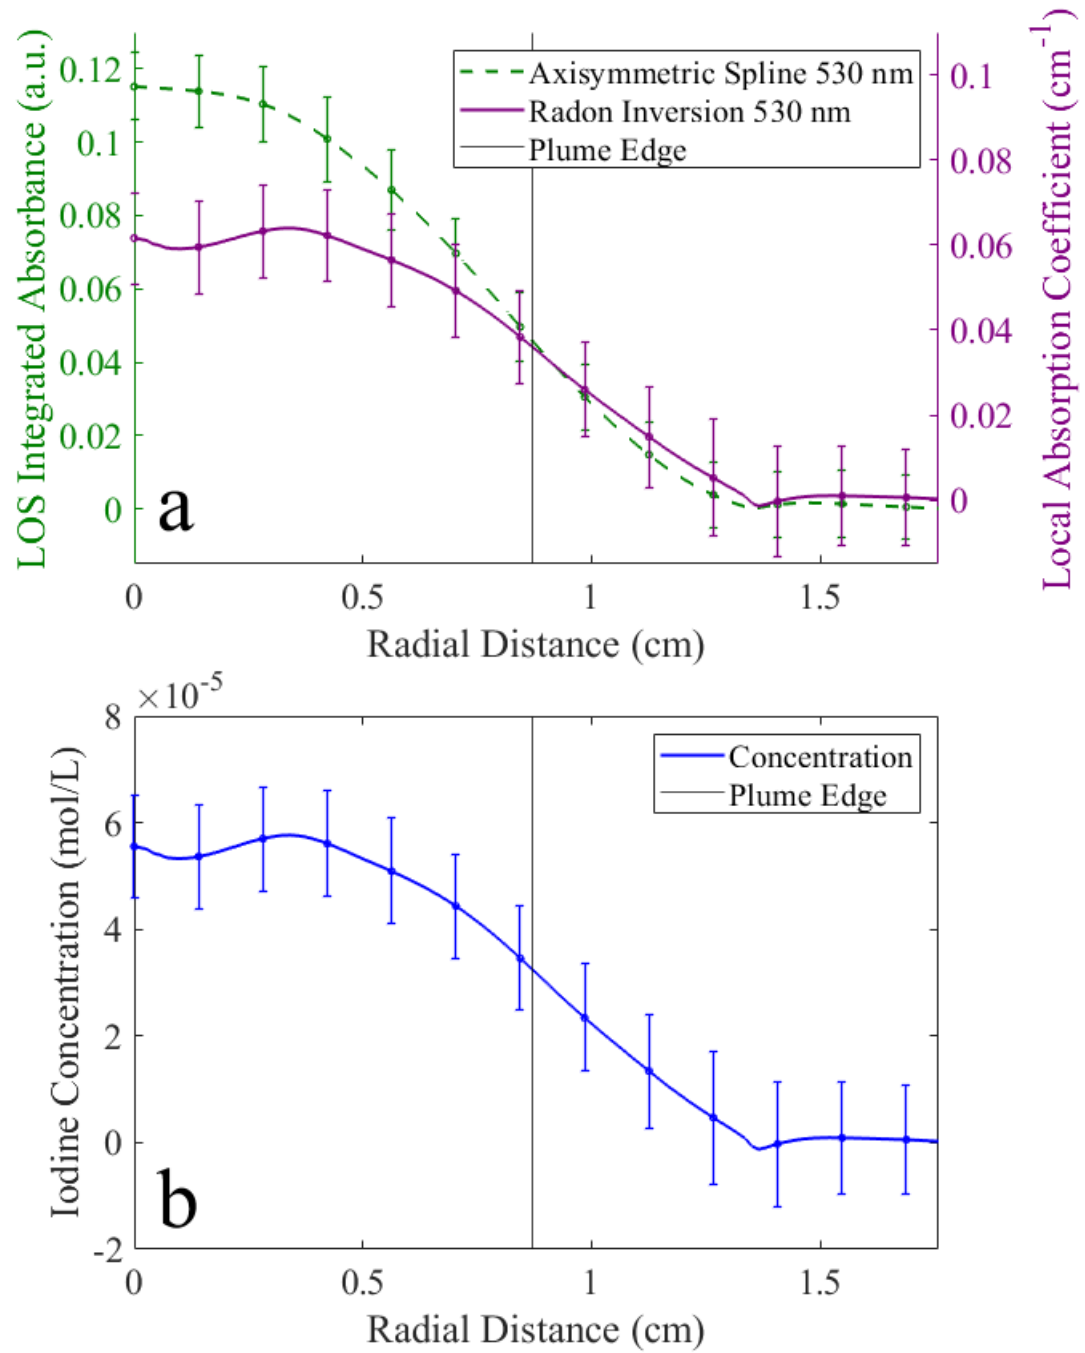 LOS Integrated Absorbance (a.u.)
0.12
0.1
0.08
0.06
0.04
0.02
0
Axisymmetric Spline 530 nm
Radon Inversion 530 nm
Plume Edge
a
0.1
0.08
0.06
0.04
0.02
0
Local Absorption Coefficient (cm⁻¹)
0 0.5 1 1.5
Radial Distance (cm)
×10⁻⁵
Iodine Concentration (mol/L)
8
6
4
2
0
-2
Concentration
Plume Edge
b
0 0.5 1 1.5
Radial Distance (cm)